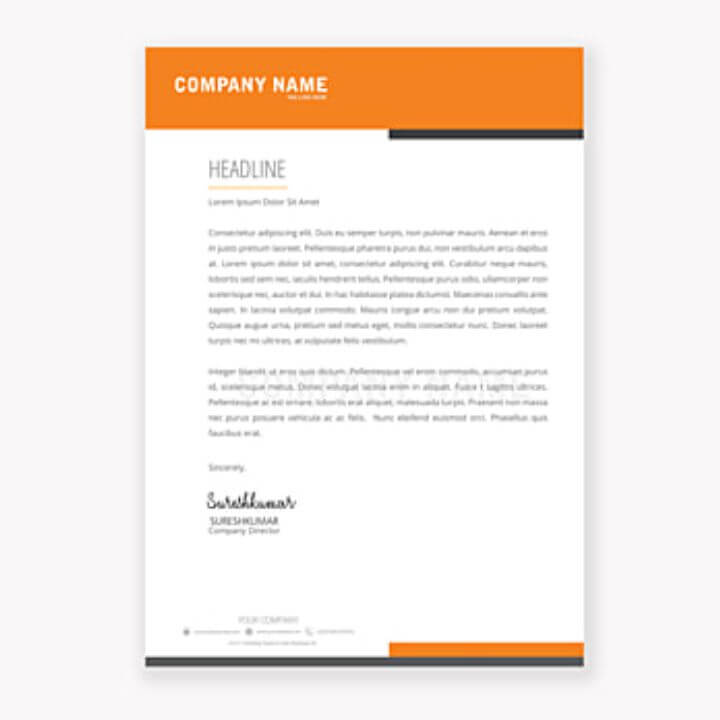 COMPANY NAME
HEADLINE
Lorem Ipsum Dolor Sit Amet
Consectetur adipiscing elit. Duis eu semper turpis, non pulvinar mauris. Aenean et eros
in justo pretium laoreet. Pellentesque pharetra purus dui, non vestibulum arcu dapibus
at. Lorem ipsum dolor sit amet, consectetur adipiscing elit. Curabitur neque mauris,
lobortis sed sem nec, iaculis hendrerit tellus. Pellentesque purus odio, ullamcorper non
scelerisque nec, auctor et dui. In hac habitasse platea dictumst. Maecenas convallis ante
sapien. In lacinia volutpat commodo. Mauris congue arcu non dui pretium volutpat.
Quisque augue urna, pretium sed metus eget, mollis consectetur nunc. Donec laoreet
turpis nec mi ultrices, at vulputate felis vestibulum.
Integer blandit ut eros quis dictum. Pellentesque vel enim commodo, accumsan purus
id, scelerisque metus. Donec volutpat lacinia enim in aliquet. Fusce t sagittis ultrices.
Pellentesque ac est ornare, lobortis erat aliquet, malesuada turpis. Praesent non massa
nec purus posuere vehicula ac ac felis. Nunc eleifend euismod orci. Phasellus quis
faucibus erat.
Sincerely,
Sureshkumar
SURESHKUMAR
Company Director
YOUR COMPANY